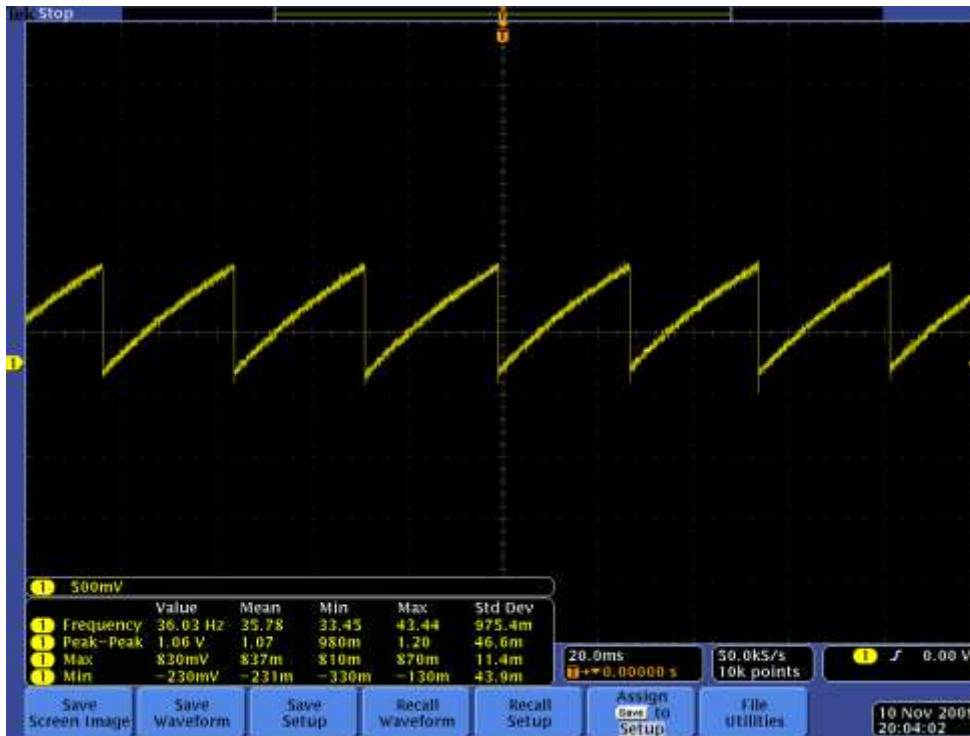 Tek Stop
T
T
1
1 500mV
Value Mean Min Max Std Dev
1 Frequency 36.03 Hz 35.78 33.45 43.44 975.4m
1 Peak-Peak 1.06 V 1.07 980m 1.20 46.6m
1 Max 830mV 837m 810m 870m 11.4m
1 Min -230mV -231m -330m -130m 43.9m
20.0ms
T→▼0.00000 s
50.0kS/s
10k points
1 0.00 V
Save Screen Image
Save Waveform
Save Setup
Recall Waveform
Recall Setup
Assign Save to Setup
File Utilities
10 Nov 2009
20:04:02